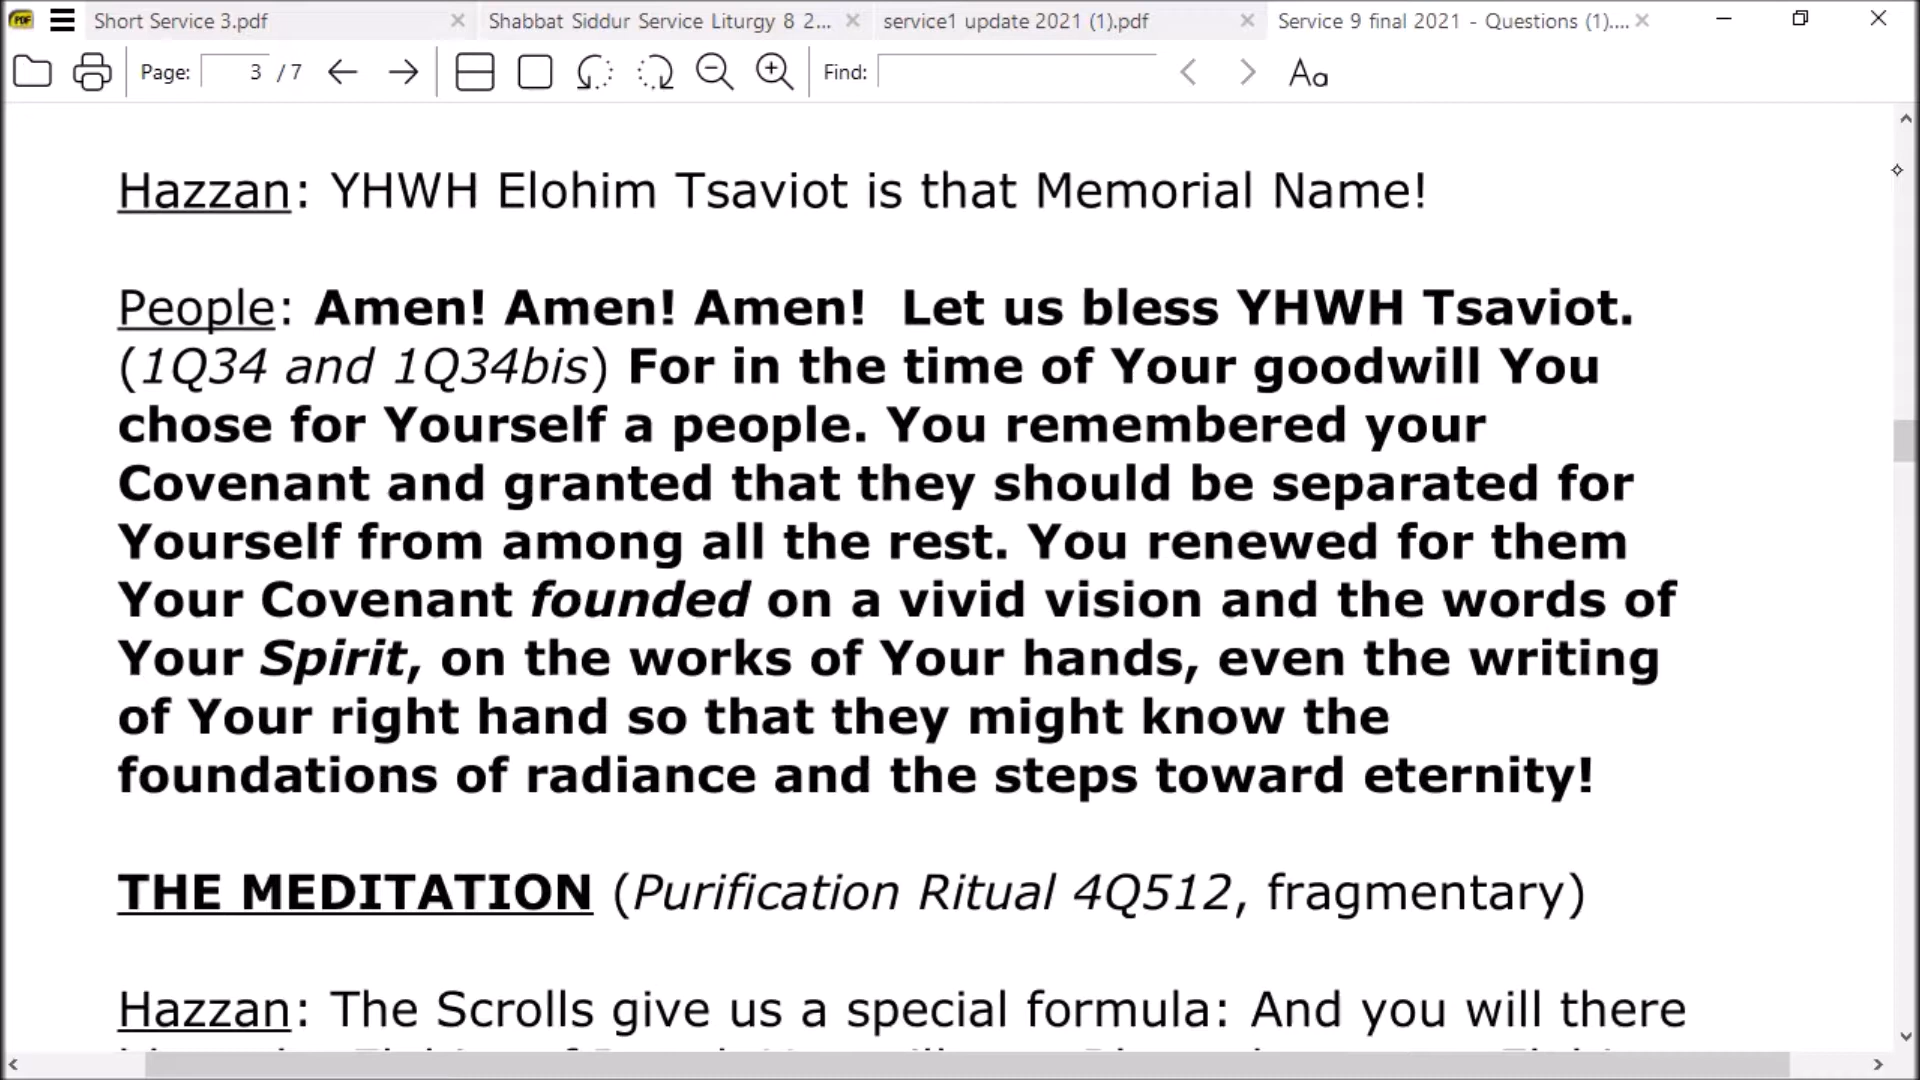 Short Service 3.pdf
Shabbat Siddur Service Liturgy 8 2...
service1 update 2021 (1).pdf
Service 9 final 2021 - Questions (1)....
Page: 3 / 7
Find:
Aa
Hazzan: YHWH Elohim Tsaviot is that Memorial Name!
People: Amen! Amen! Amen!  Let us bless YHWH Tsaviot.
(1Q34 and 1Q34bis) For in the time of Your goodwill You
chose for Yourself a people. You remembered your
Covenant and granted that they should be separated for
Yourself from among all the rest. You renewed for them
Your Covenant founded on a vivid vision and the words of
Your Spirit, on the works of Your hands, even the writing
of Your right hand so that they might know the
foundations of radiance and the steps toward eternity!
THE MEDITATION (Purification Ritual 4Q512, fragmentary)
Hazzan: The Scrolls give us a special formula: And you will there